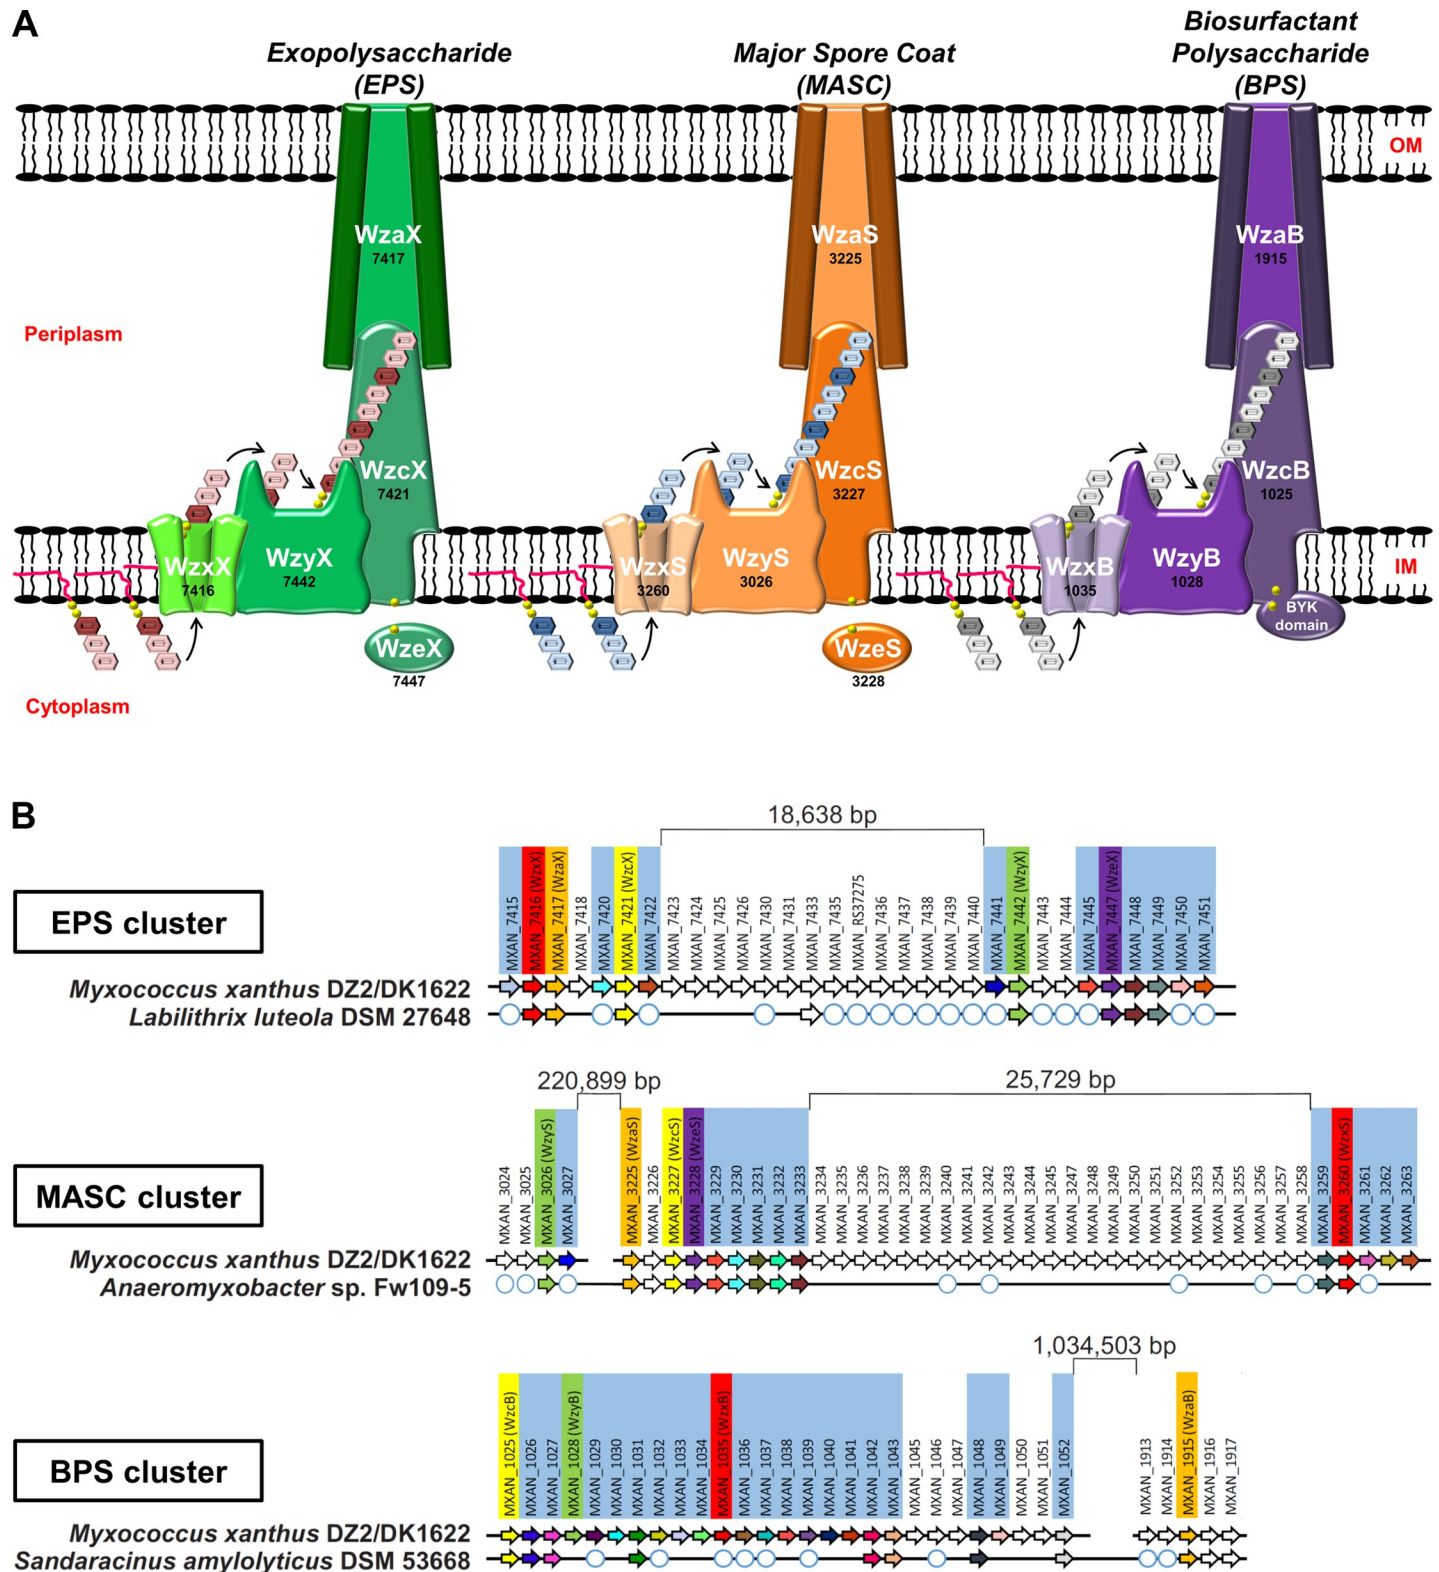 A
Exopolysaccharide
(EPS)
Major Spore Coat
(MASC)
Biosurfactant
Polysaccharide
(BPS)
OM
WzaX
7417
WzaS
3225
WzaB
1915
Periplasm
WzcX
7421
WzcS
3227
WzcB
1025
WzxX
7416
WzyX
7442
WzxS
3260
WzyS
3026
WzxB
1035
WzyB
1028
IM
BYK
domain
WzeX
7447
WzeS
3228
Cytoplasm
B
18,638 bp
EPS cluster
MXAN_7415
MXAN_7416 (WzxX)
MXAN_7417 (WzaX)
MXAN_7418
MXAN_7420
MXAN_7421 (WzcX)
MXAN_7422
MXAN_7423
MXAN_7424
MXAN_7425
MXAN_7426
MXAN_7430
MXAN_7431
MXAN_7433
MXAN_7435
MXAN_RS37275
MXAN_7436
MXAN_7437
MXAN_7438
MXAN_7439
MXAN_7440
MXAN_7441
MXAN_7442 (WzyX)
MXAN_7443
MXAN_7444
MXAN_7445
MXAN_7447 (WzeX)
MXAN_7448
MXAN_7449
MXAN_7450
MXAN_7451
Myxococcus xanthus DZ2/DK1622
Labilithrix luteola DSM 27648
220,899 bp
25,729 bp
MASC cluster
MXAN_3024
MXAN_3025
MXAN_3026 (WzyS)
MXAN_3027
MXAN_3225 (WzaS)
MXAN_3226
MXAN_3227 (WzcS)
MXAN_3228 (WzeS)
MXAN_3229
MXAN_3230
MXAN_3231
MXAN_3232
MXAN_3233
MXAN_3234
MXAN_3235
MXAN_3236
MXAN_3237
MXAN_3238
MXAN_3239
MXAN_3240
MXAN_3241
MXAN_3242
MXAN_3243
MXAN_3244
MXAN_3245
MXAN_3247
MXAN_3248
MXAN_3249
MXAN_3250
MXAN_3251
MXAN_3252
MXAN_3253
MXAN_3254
MXAN_3255
MXAN_3256
MXAN_3257
MXAN_3258
MXAN_3259
MXAN_3260 (WzxS)
MXAN_3261
MXAN_3262
MXAN_3263
Myxococcus xanthus DZ2/DK1622
Anaeromyxobacter sp. Fw109-5
1,034,503 bp
BPS cluster
MXAN_1025 (WzcB)
MXAN_1026
MXAN_1027
MXAN_1028 (WzyB)
MXAN_1029
MXAN_1030
MXAN_1031
MXAN_1032
MXAN_1033
MXAN_1034
MXAN_1035 (WzxB)
MXAN_1036
MXAN_1037
MXAN_1038
MXAN_1039
MXAN_1040
MXAN_1041
MXAN_1042
MXAN_1043
MXAN_1045
MXAN_1046
MXAN_1047
MXAN_1048
MXAN_1049
MXAN_1050
MXAN_1051
MXAN_1052
MXAN_1913
MXAN_1914
MXAN_1915 (WzaB)
MXAN_1916
MXAN_1917
Myxococcus xanthus DZ2/DK1622
Sandaracinus amylolyticus DSM 53668